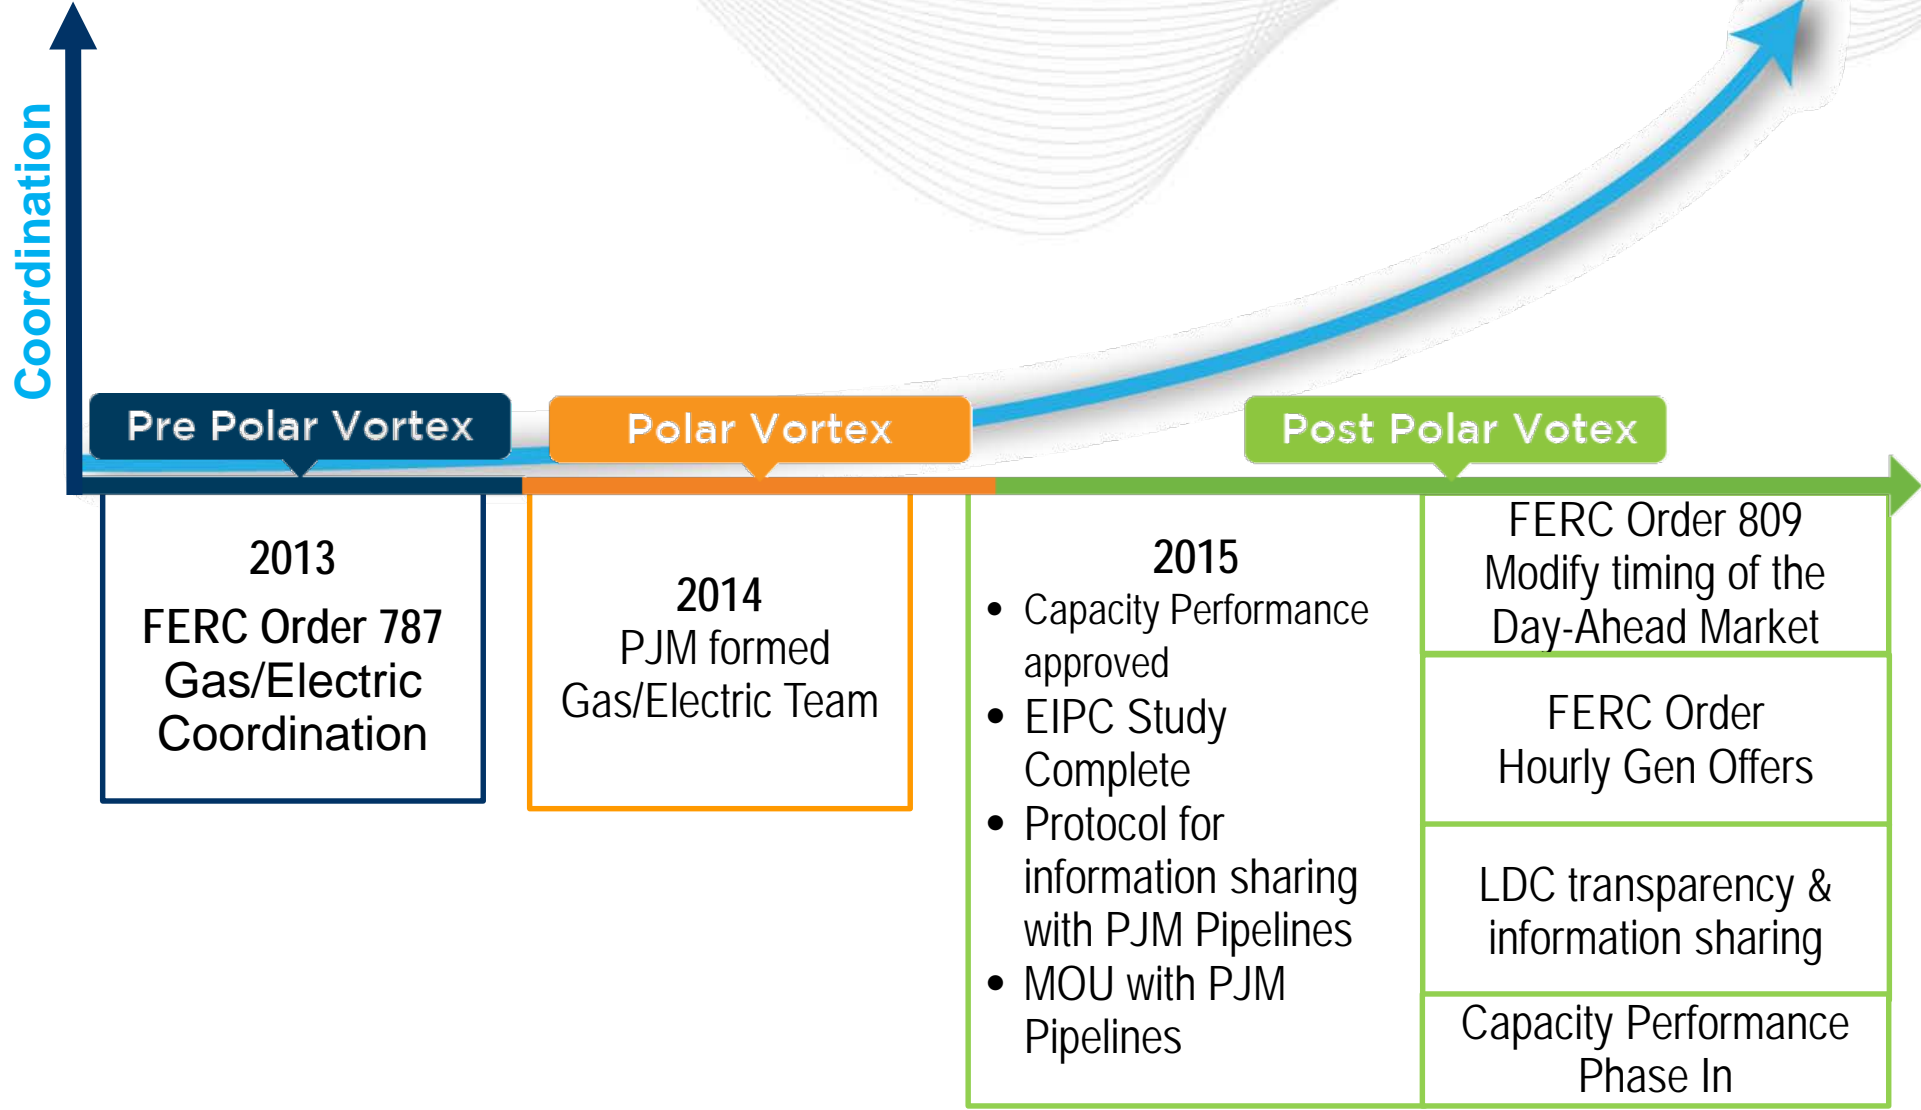 Coordination
Pre Polar Vortex
Polar Vortex
Post Polar Votex
2013
FERC Order 787
Gas/Electric
Coordination
2014
PJM formed
Gas/Electric Team
2015
• Capacity Performance
approved
• EIPC Study
Complete
• Protocol for
information sharing
with PJM Pipelines
• MOU with PJM
Pipelines
FERC Order 809
Modify timing of the
Day-Ahead Market
FERC Order
Hourly Gen Offers
LDC transparency &
information sharing
Capacity Performance
Phase In